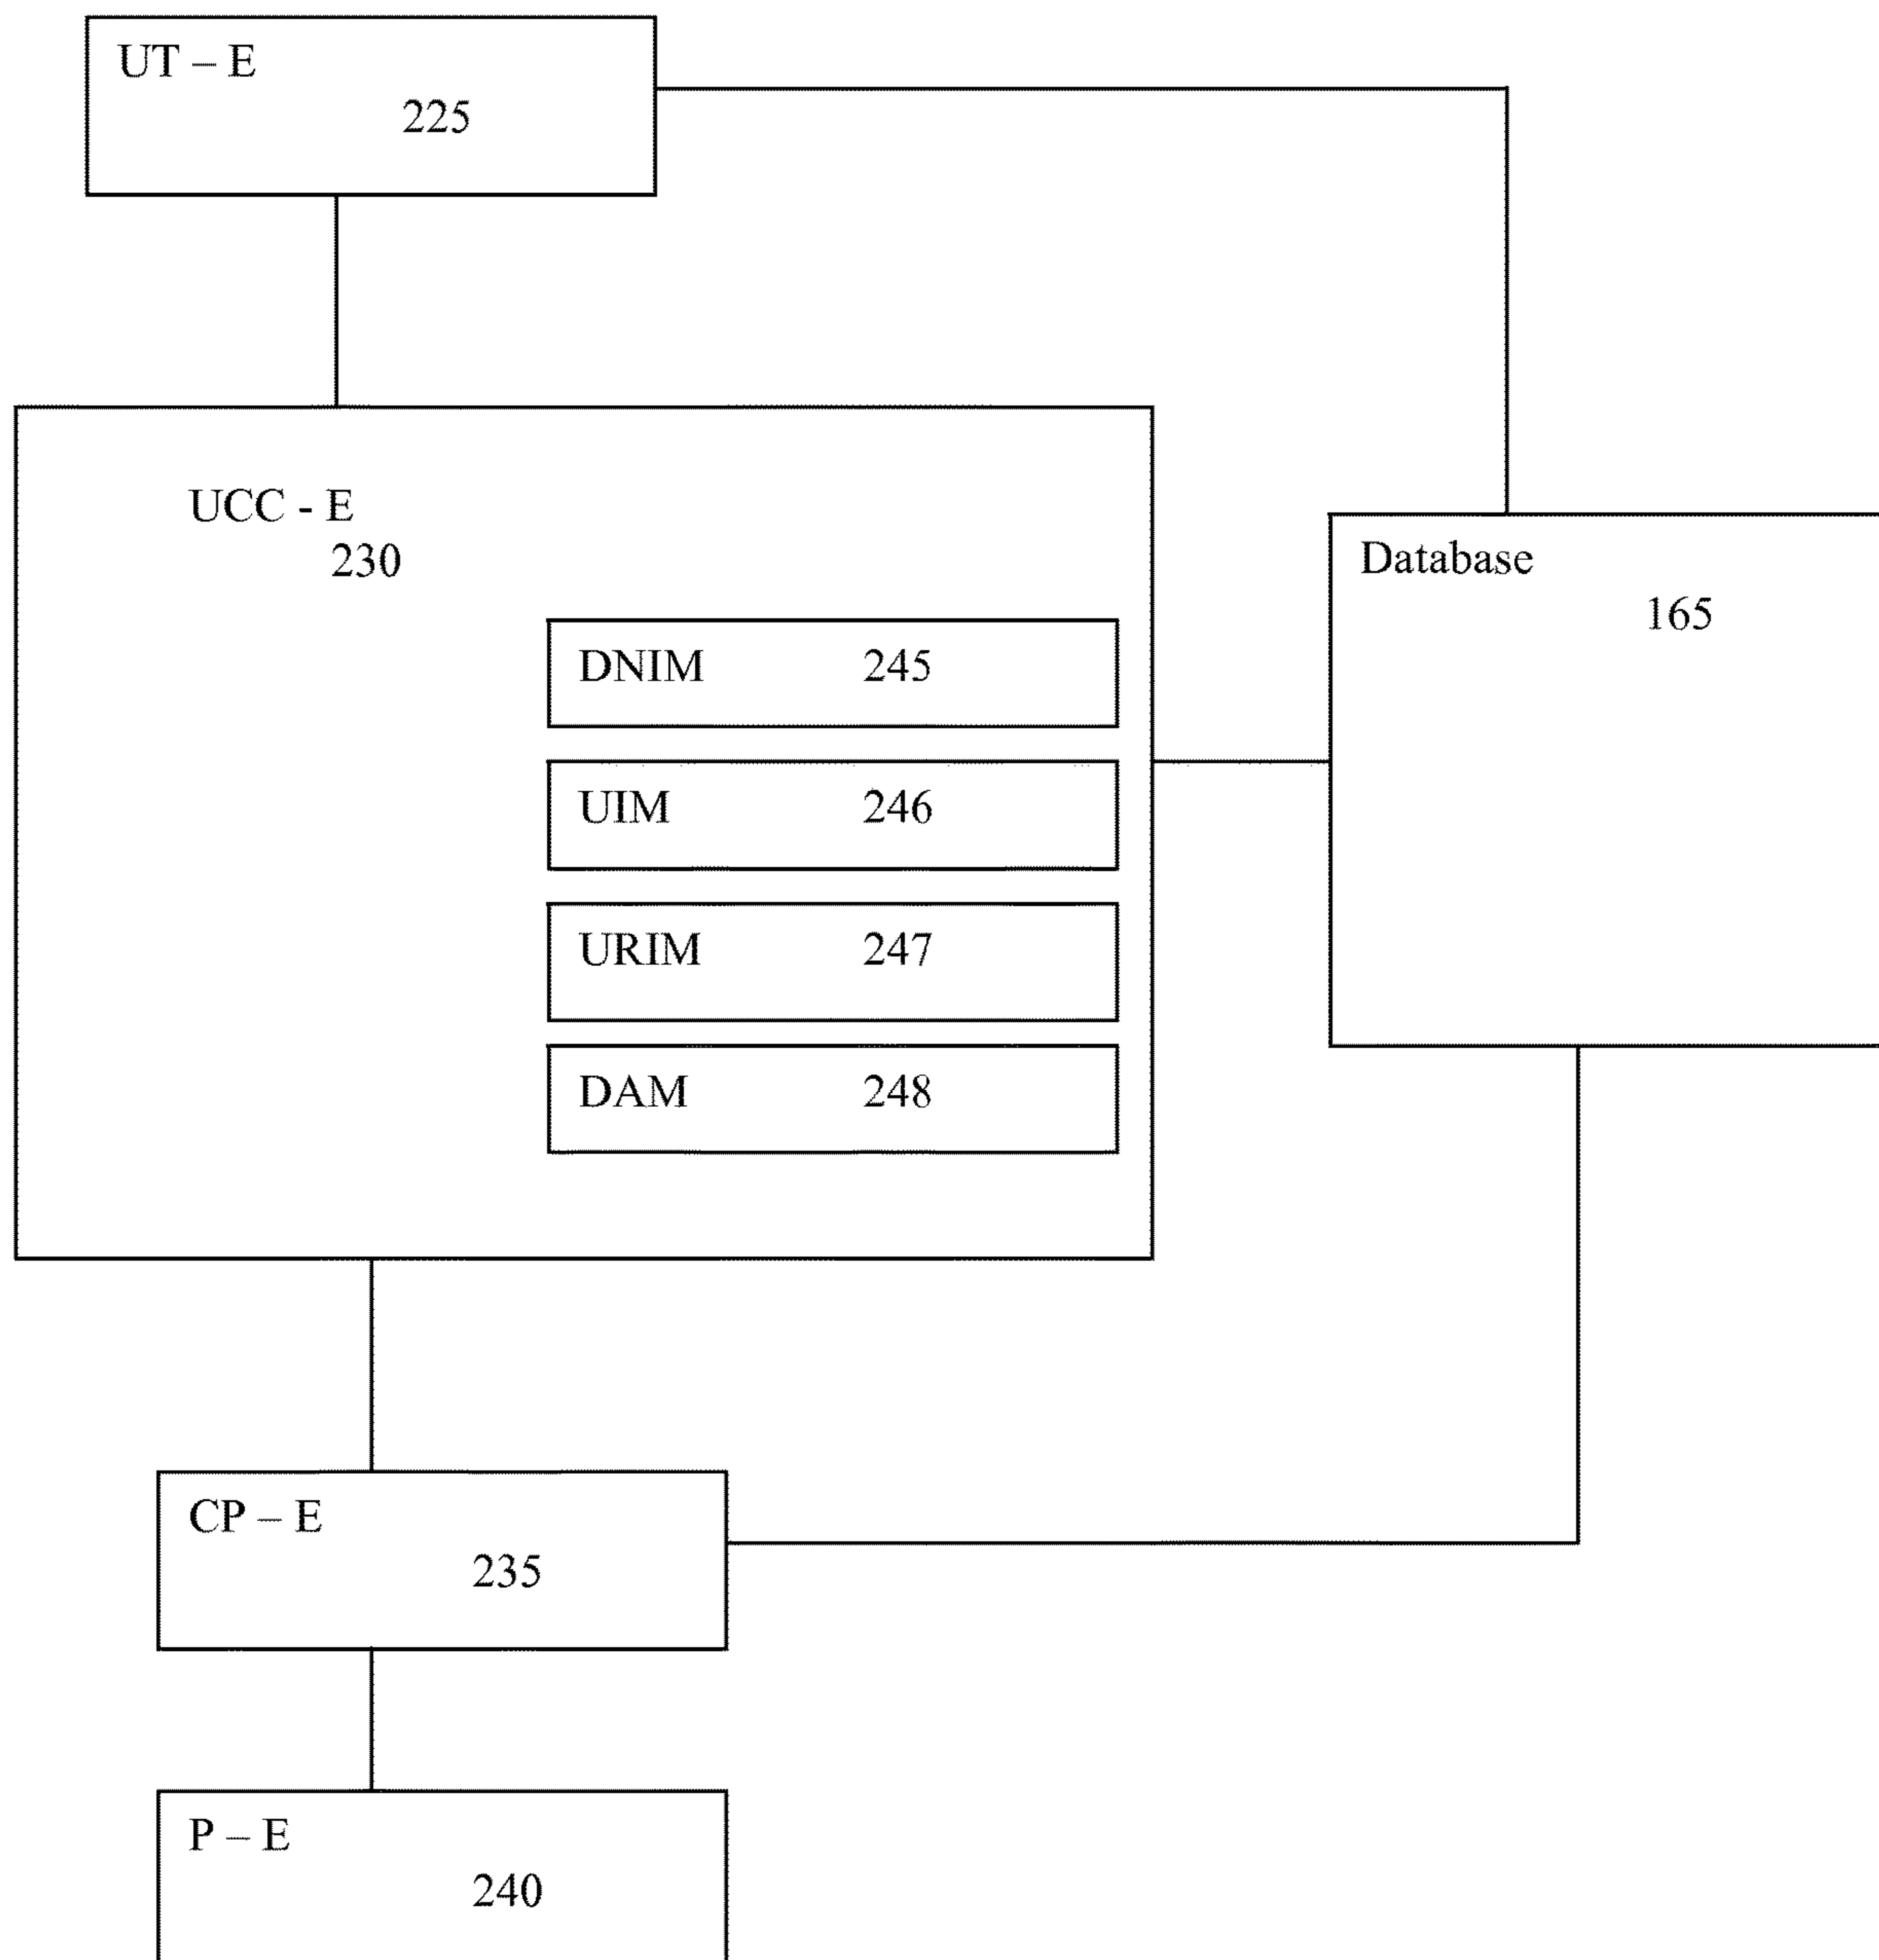 UT – E
225
UCC - E
230
Database
165
DNIM 245
UIM 246
URIM 247
DAM 248
CP – E
235
P – E
240